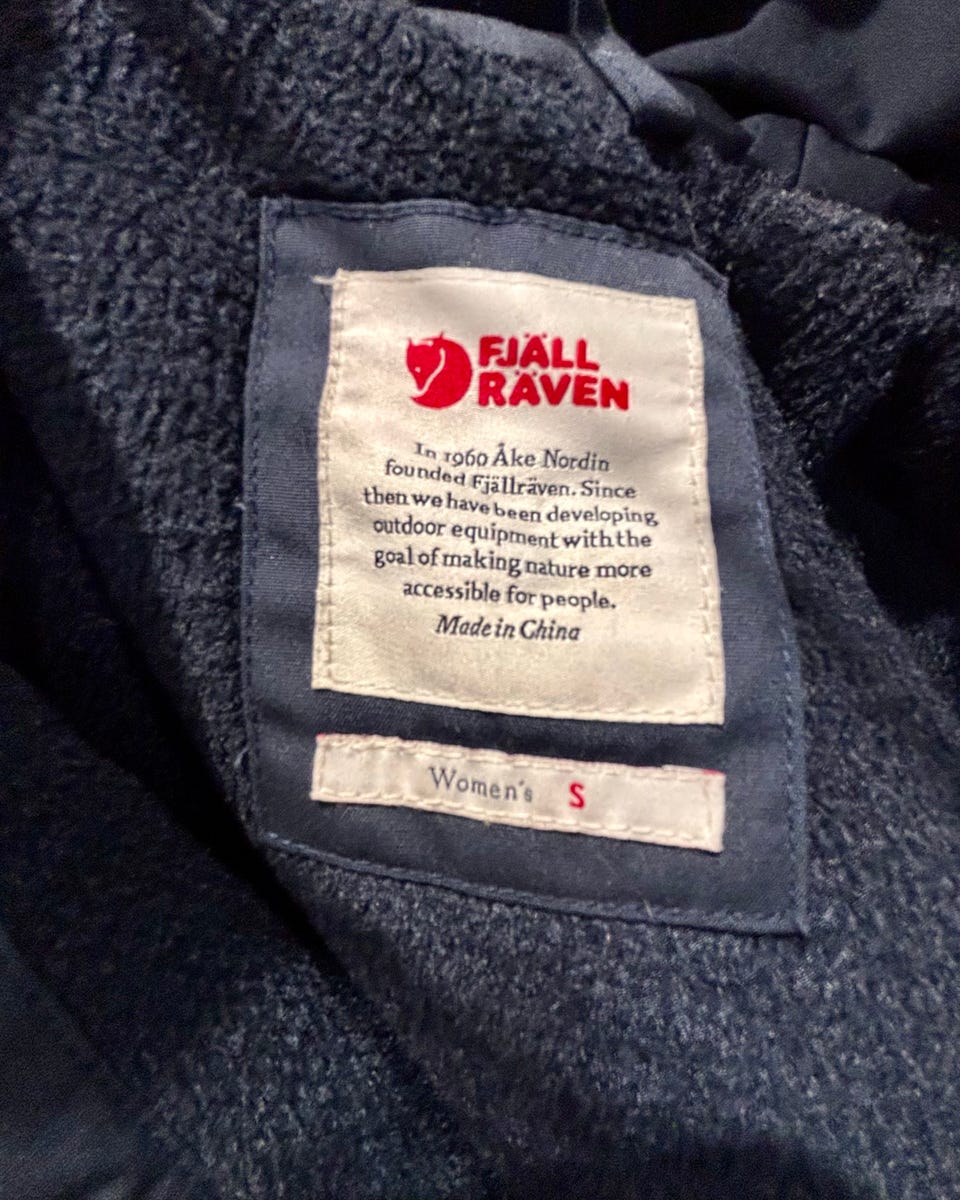 FJÄLL
RÄVEN
In 1960 Åke Nordin
founded Fjällräven. Since
then we have been developing
outdoor equipment with the
goal of making nature more
accessible for people.
Made in China
Women's S